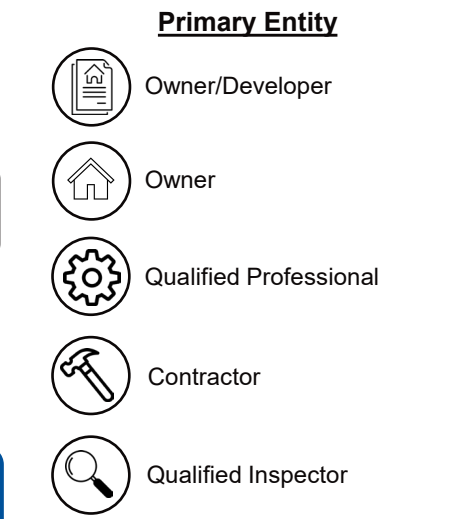 Primary Entity
Owner/Developer
Owner
Qualified Professional
Contractor
Qualified Inspector